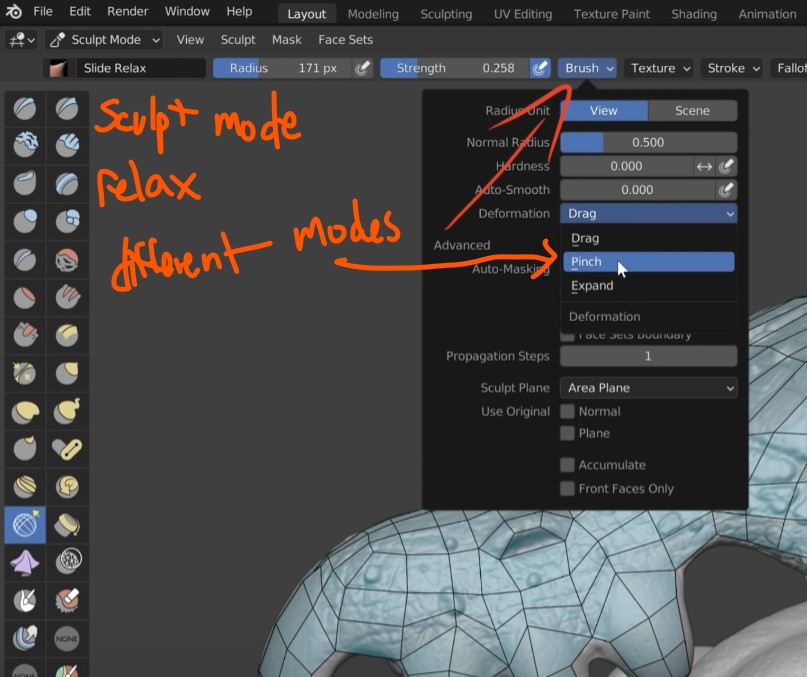 File Edit Render Window Help Layout Modeling Sculpting UV Editing Texture Paint Shading Animation
Sculpt Mode View Sculpt Mask Face Sets
Slide Relax Radius 171 px Strength 0.258 Brush Texture Stroke Fallof
Sculpt mode
relax
different modes
Radius Unit View Scene
Normal Radius 0.500
Hardness 0.000
Auto-Smooth 0.000
Deformation Drag
Advanced
Drag
Auto-Masking
Pinch
Expand
Deformation
Face Sets Boundary
Propagation Steps 1
Sculpt Plane Area Plane
Use Original Normal
Plane
Accumulate
Front Faces Only
NONE
NONE